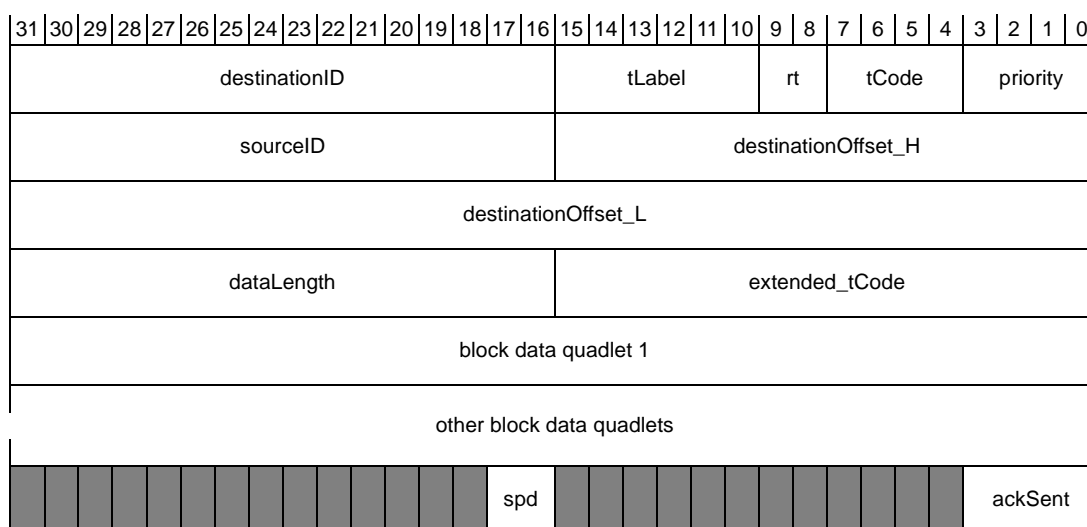 31 30 29 28 27 26 25 24 23 22 21 20 19 18 17 16 15 14 13 12 11 10 9 8 7 6 5 4 3 2 1 0
destinationID tLabel rt tCode priority
sourceID destinationOffset_H
destinationOffset_L
dataLength extended_tCode
block data quadlet 1
other block data quadlets
spd ackSent